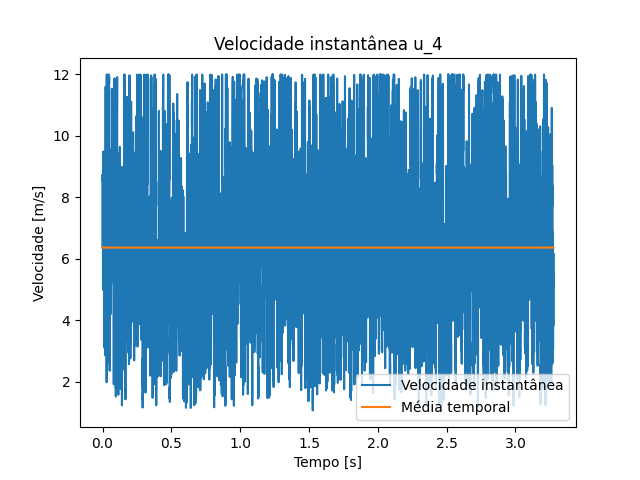 Velocidade instantânea u_4
Velocidade [m/s]
12
10
8
6
4
2
Velocidade instantânea
Média temporal
0.0 0.5 1.0 1.5 2.0 2.5 3.0
Tempo [s]